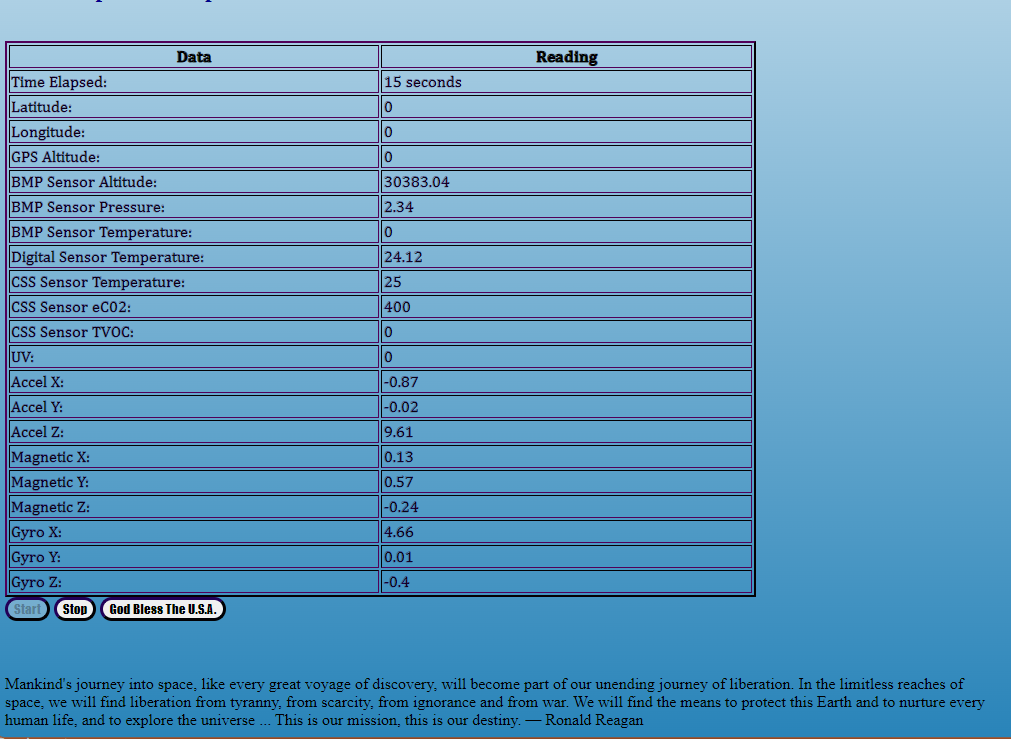 Data Reading
Time Elapsed: 15 seconds
Latitude: 0
Longitude: 0
GPS Altitude: 0
BMP Sensor Altitude: 30383.04
BMP Sensor Pressure: 2.34
BMP Sensor Temperature: 0
Digital Sensor Temperature: 24.12
CSS Sensor Temperature: 25
CSS Sensor eC02: 400
CSS Sensor TVOC: 0
UV: 0
Accel X: -0.87
Accel Y: -0.02
Accel Z: 9.61
Magnetic X: 0.13
Magnetic Y: 0.57
Magnetic Z: -0.24
Gyro X: 4.66
Gyro Y: 0.01
Gyro Z: -0.4
Start Stop God Bless The U.S.A.
Mankind's journey into space, like every great voyage of discovery, will become part of our unending journey of liberation. In the limitless reaches of
space, we will find liberation from tyranny, from scarcity, from ignorance and from war. We will find the means to protect this Earth and to nurture every
human life, and to explore the universe ... This is our mission, this is our destiny. — Ronald Reagan